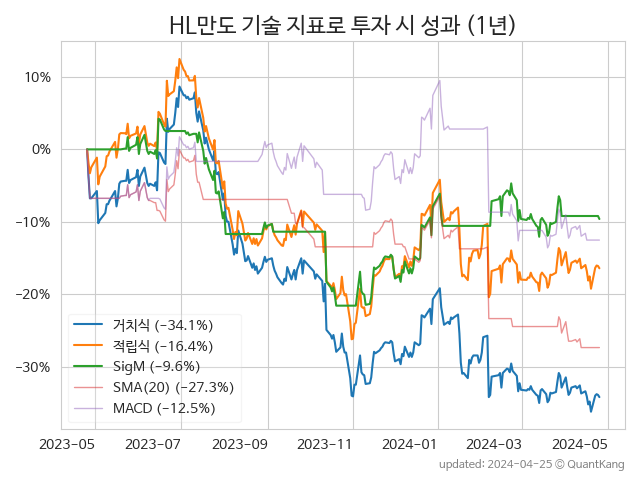 HL만도 기술 지표로 투자 시 성과 (1년)
10%
0%
−10%
−20%
−30%
거치식 (−34.1%)
적립식 (−16.4%)
SigM (−9.6%)
SMA(20) (−27.3%)
MACD (−12.5%)
2023−05 2023−07 2023−09 2023−11 2024−01 2024−03 2024−05
updated: 2024−04−25 © QuantKang